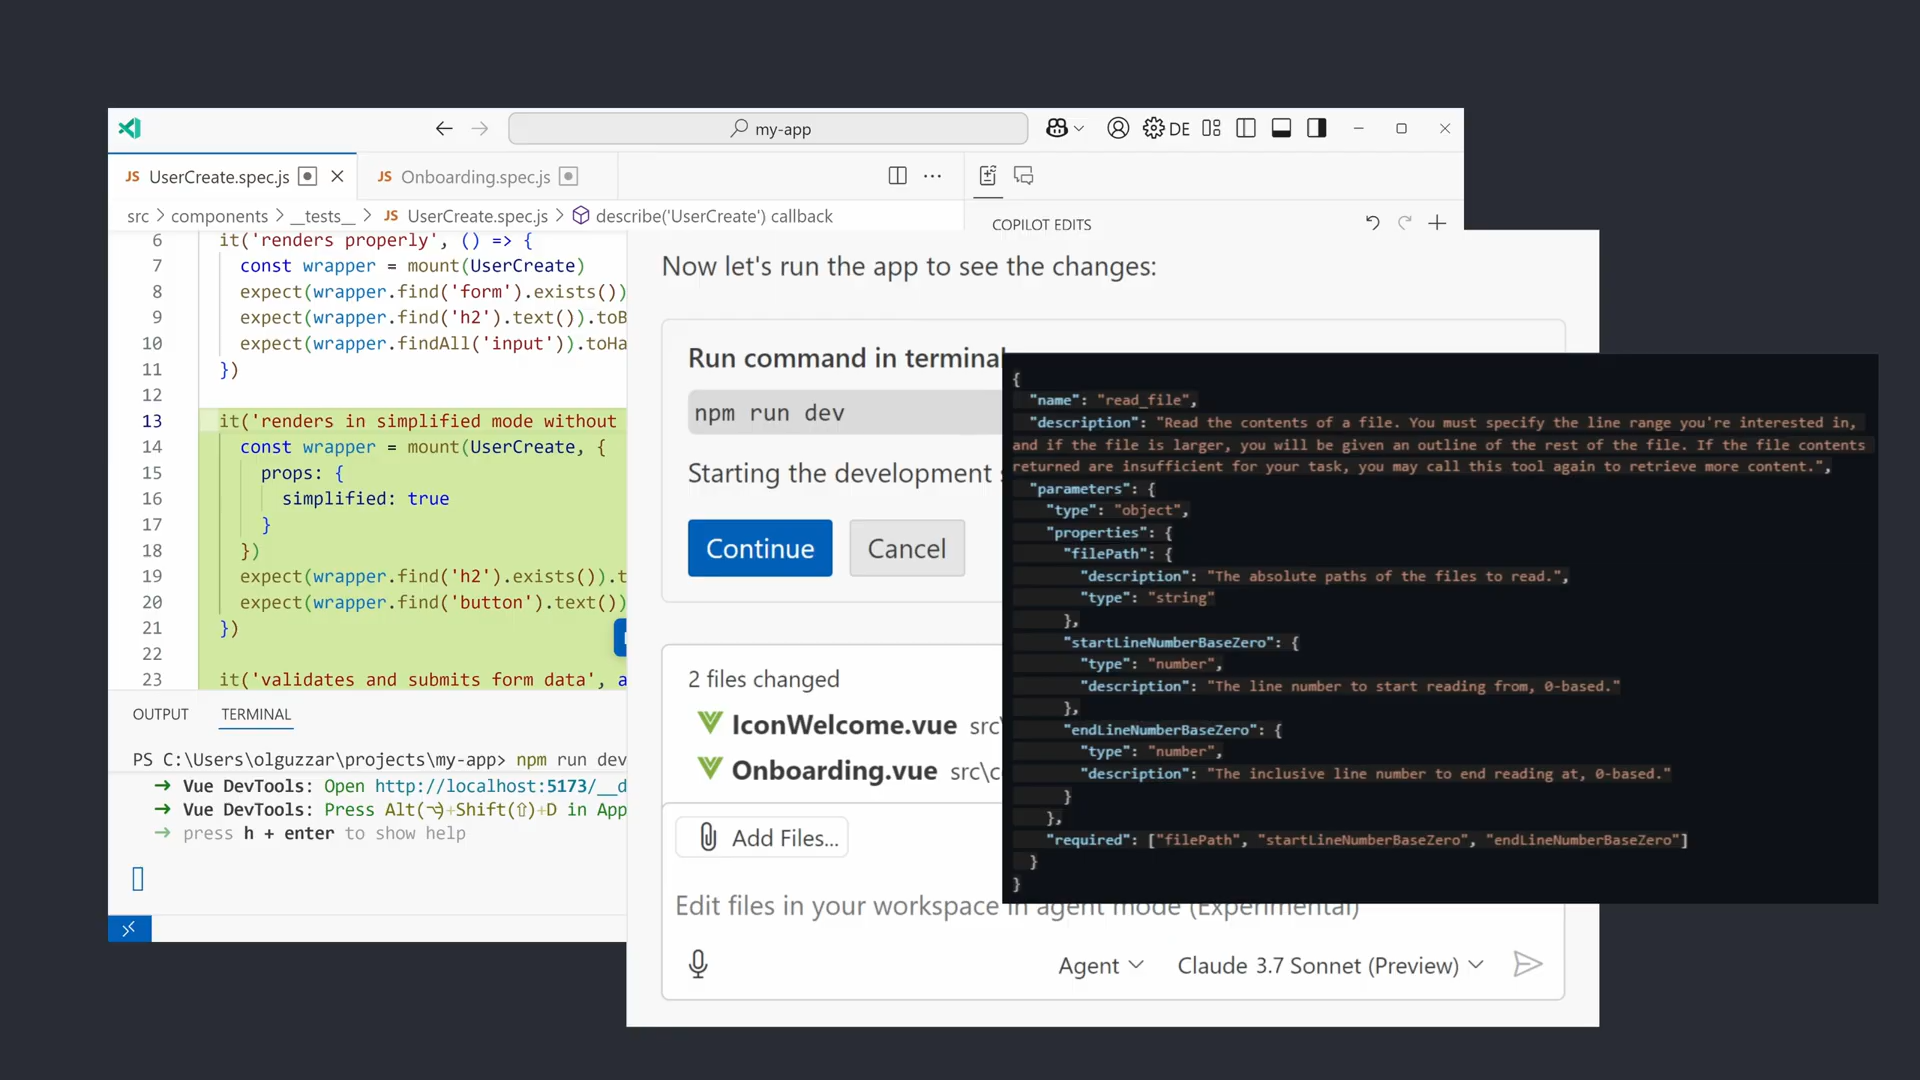 my-app
DE
JS UserCreate.spec.js
JS Onboarding.spec.js
src > components > __tests__ > JS UserCreate.spec.js > describe('UserCreate') callback
COPILOT EDITS
6 it('renders properly', () => {
7 const wrapper = mount(UserCreate)
8 expect(wrapper.find('form').exists())
9 expect(wrapper.find('h2').text()).toB
10 expect(wrapper.findAll('input')).toHa
11 })
12
13 it('renders in simplified mode without
14 const wrapper = mount(UserCreate, {
15 props: {
16 simplified: true
17 }
18 })
19 expect(wrapper.find('h2').exists()).t
20 expect(wrapper.find('button').text())
21 })
22
23 it('validates and submits form data', a
OUTPUT TERMINAL
PS C:\Users\olguzzar\projects\my-app> npm run dev
➜ Vue DevTools: Open http://localhost:5173/__d
➜ Vue DevTools: Press Alt(⌥)+Shift(⇧)+D in App
➜ press h + enter to show help
Now let's run the app to see the changes:
Run command in terminal
npm run dev
Starting the development s
Continue Cancel
2 files changed
IconWelcome.vue src\
Onboarding.vue src\c
Add Files...
Edit files in your workspace in agent mode (Experimental)
Agent Claude 3.7 Sonnet (Preview)
{
"name": "read_file",
"description": "Read the contents of a file. You must specify the line range you're interested in,
and if the file is larger, you will be given an outline of the rest of the file. If the file contents
returned are insufficient for your task, you may call this tool again to retrieve more content.",
"parameters": {
"type": "object",
"properties": {
"filePath": {
"description": "The absolute paths of the files to read.",
"type": "string"
},
"startLineNumberBaseZero": {
"type": "number",
"description": "The line number to start reading from, 0-based."
},
"endLineNumberBaseZero": {
"type": "number",
"description": "The inclusive line number to end reading at, 0-based."
}
},
"required": ["filePath", "startLineNumberBaseZero", "endLineNumberBaseZero"]
}
}